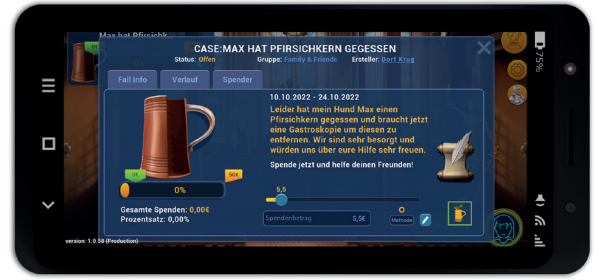 Max hat Pfirsichk
CASE:MAX HAT PFIRSICHKERN GEGESSEN
Status: Offen
Gruppe: Family & Friends
Ersteller: Dorf Krug
75%
Fall Info
Verlauf
Spender
10.10.2022 - 24.10.2022
Leider hat mein Hund Max einen
Pfirsichkern gegessen und braucht jetzt
eine Gastroskopie um diesen zu
entfernen. Wir sind sehr besorgt und
würden uns über eure Hilfe sehr freuen.
Spende jetzt und helfe deinen Freunden!
0€
50€
0%
5,5
Gesamte Spenden: 0,00€
Prozentsatz: 0,00%
Spendenbetrag
5,5€
Methode
version: 1.0.58 (Production)